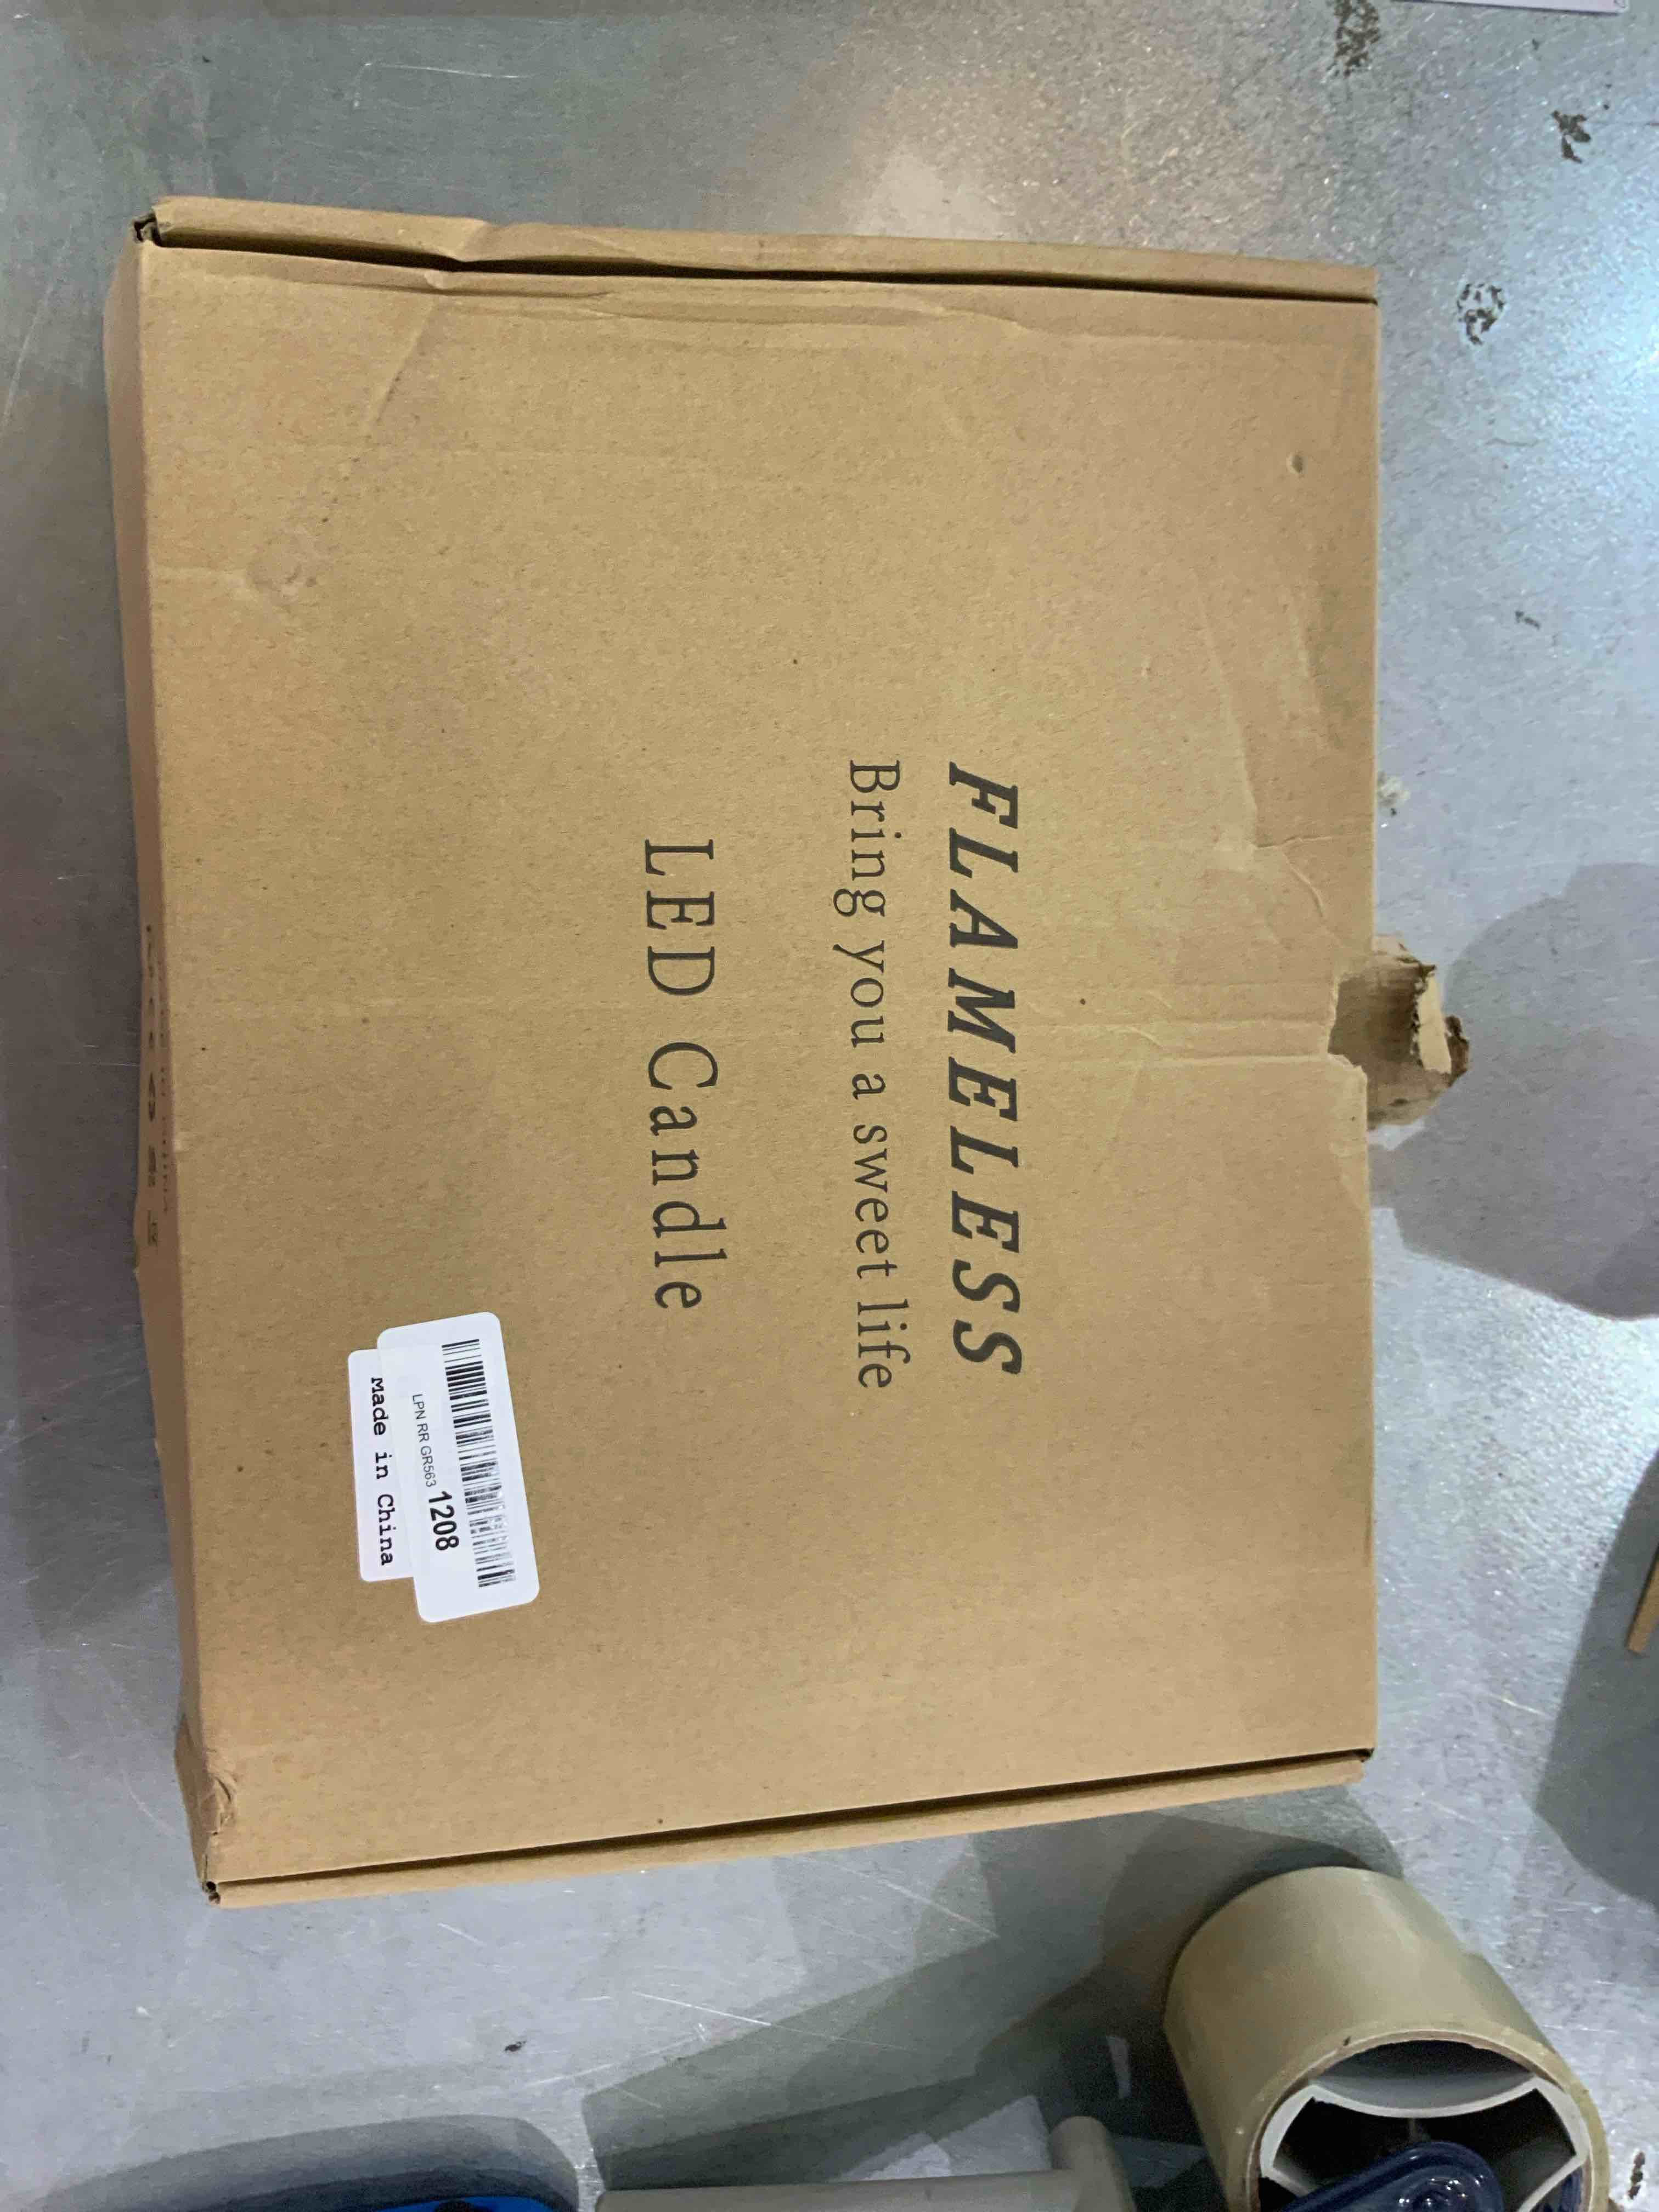 FLAMELESS
Bring you a sweet life
LED Candle
LPN RR GR563 1208
Made in China